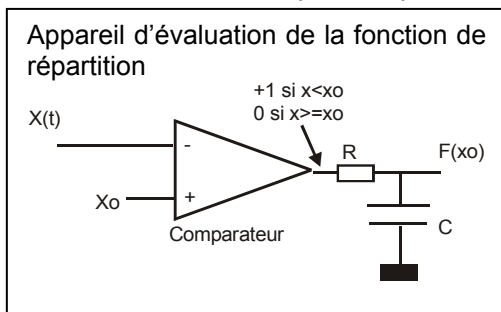 Appareil d'évaluation de la fonction de
répartition
+1 si x<xo
0 si x>=xo
X(t)
R
F(xo)
-
Xo
+
C
Comparateur